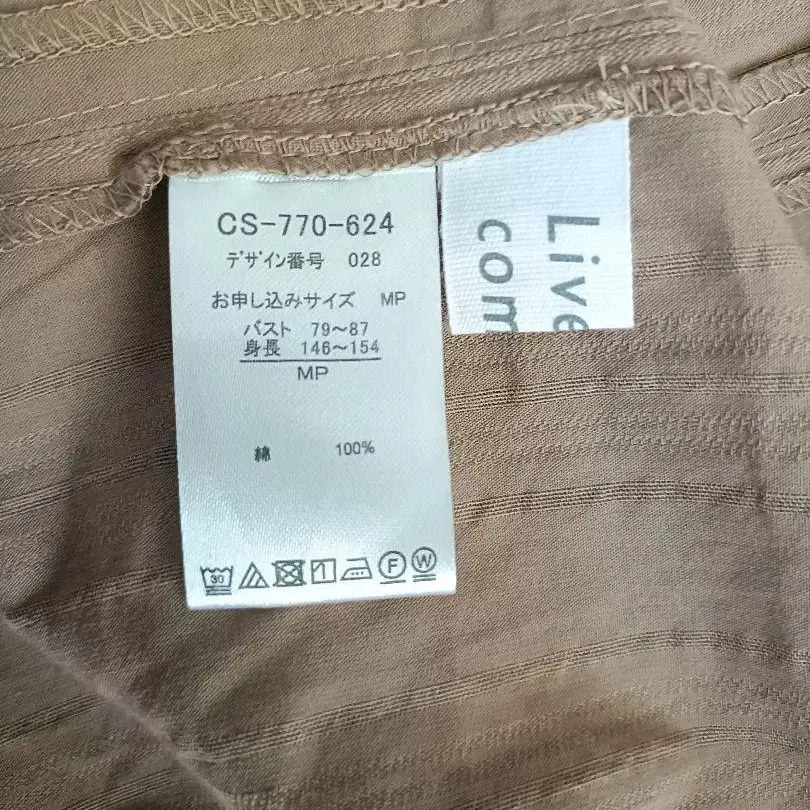 CS-770-624
デザイン番号 028
お申し込みサイズ MP
バスト 79～87
身長 146～154
MP
綿 100%
30
F
W
Live
com